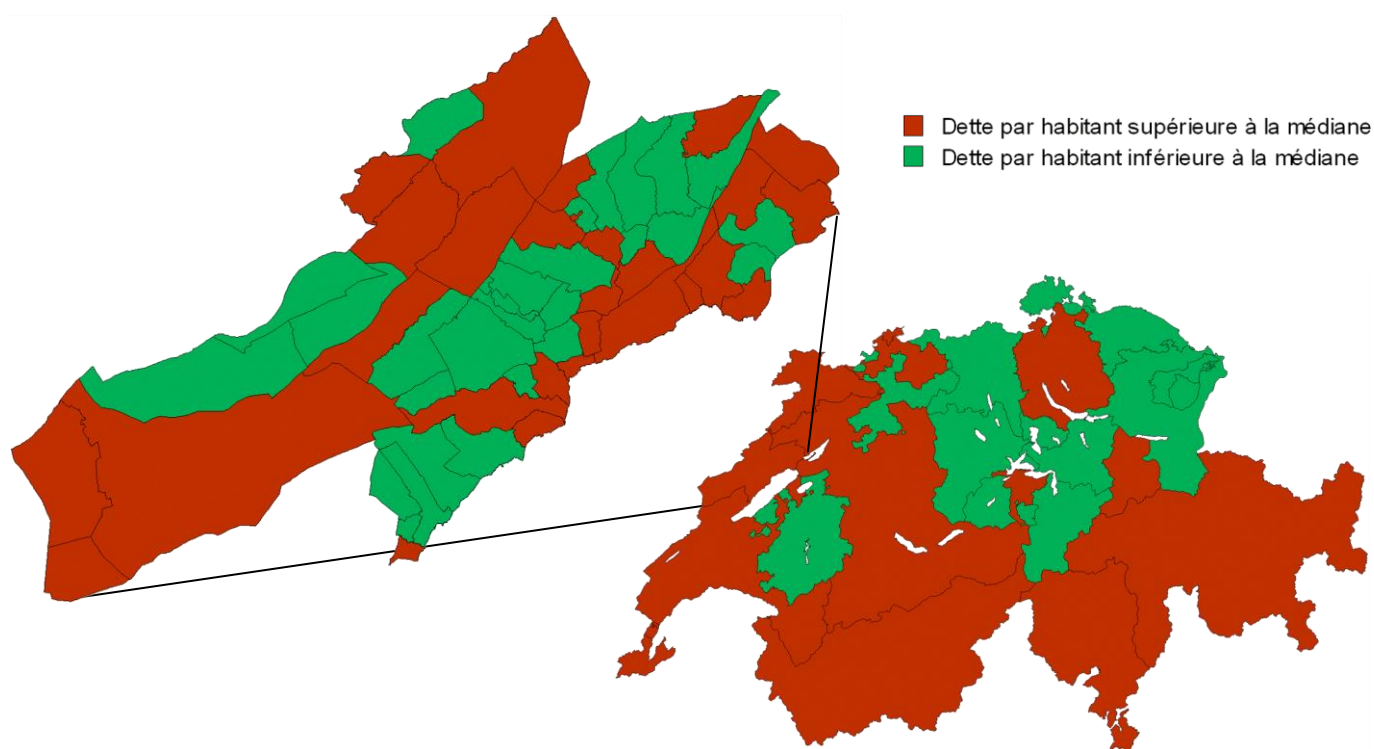 Dette par habitant supérieure à la médiane
Dette par habitant inférieure à la médiane